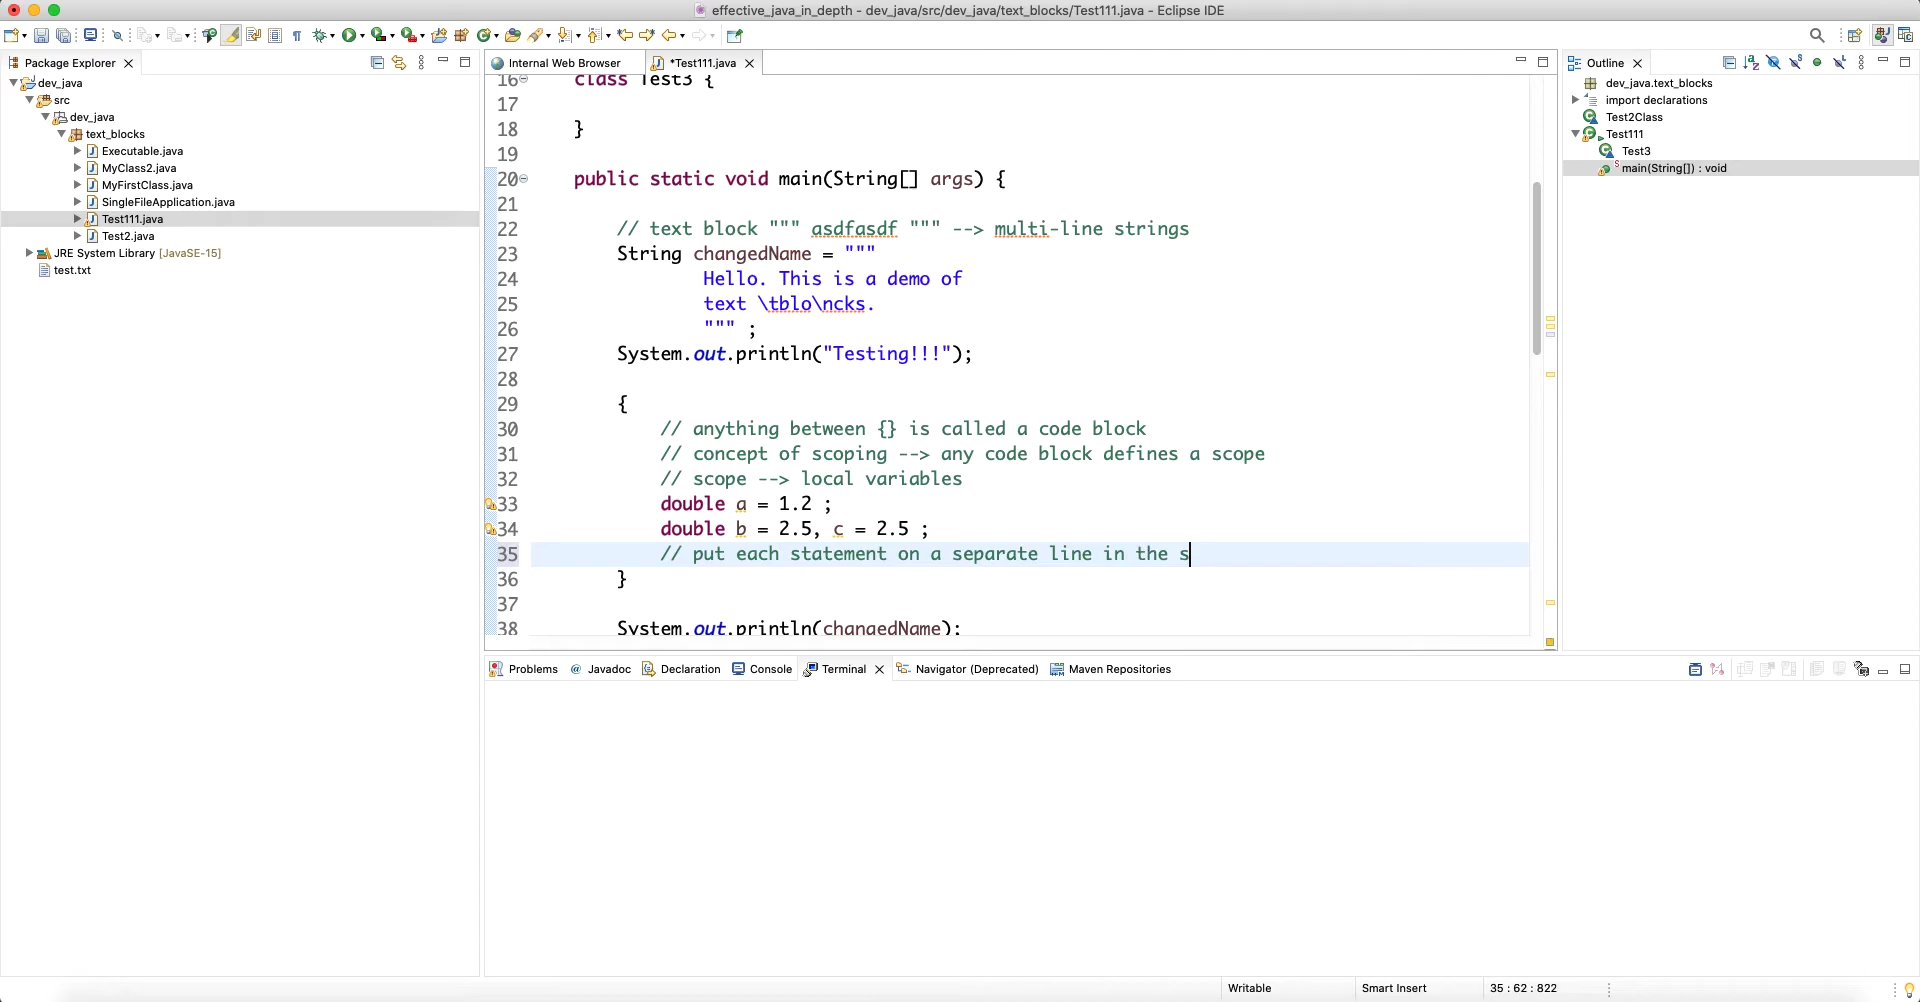 effective_java_in_depth - dev_java/src/dev_java/text_blocks/Test111.java - Eclipse IDE
Package Explorer
dev_java
src
dev_java
text_blocks
Executable.java
MyClass2.java
MyFirstClass.java
SingleFileApplication.java
Test111.java
Test2.java
JRE System Library [JavaSE-15]
test.txt
Internal Web Browser
*Test111.java
16 class Test3 {
17
18 }
19
20 public static void main(String[] args) {
21
22 // text block """ asdfasdf """ --> multi-line strings
23 String changedName = """
24 Hello. This is a demo of
25 text \tblo\ncks.
26 """ ;
27 System.out.println("Testing!!!");
28
29 {
30 // anything between {} is called a code block
31 // concept of scoping --> any code block defines a scope
32 // scope --> local variables
33 double a = 1.2 ;
34 double b = 2.5, c = 2.5 ;
35 // put each statement on a separate line in the s
36 }
37
38 System.out.println(changedName);
Outline
dev_java.text_blocks
import declarations
Test2Class
Test111
Test3
main(String[]) : void
Problems
Javadoc
Declaration
Console
Terminal
Navigator (Deprecated)
Maven Repositories
Writable
Smart Insert
35 : 62 : 822